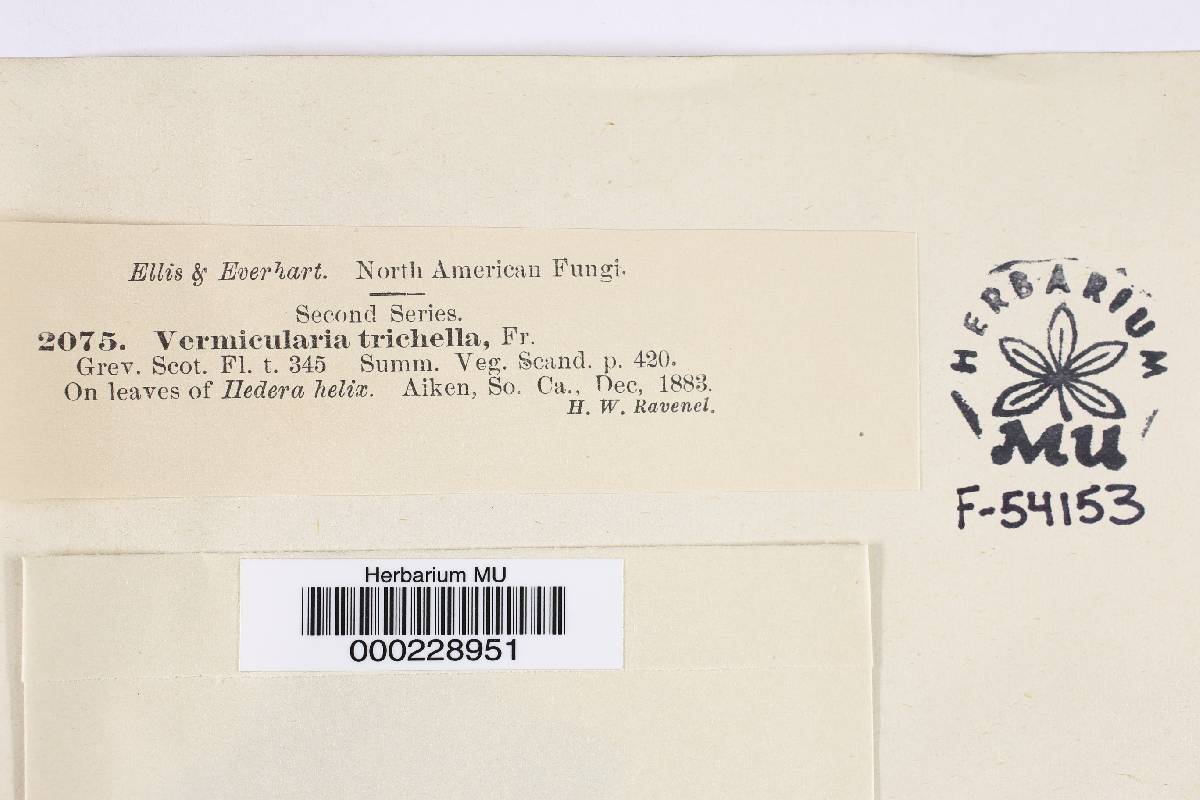 Ellis & Everhart. North American Fungi.
Second Series.
2075. Vermicularia trichella, Fr.
Grev. Scot. Fl. t. 345 Summ. Veg. Scand. p. 420.
On leaves of Hedera helix. Aiken, So. Ca., Dec, 1883.
H. W. Ravenel.
HERBARIUM
MU
F-54153
Herbarium MU
000228951